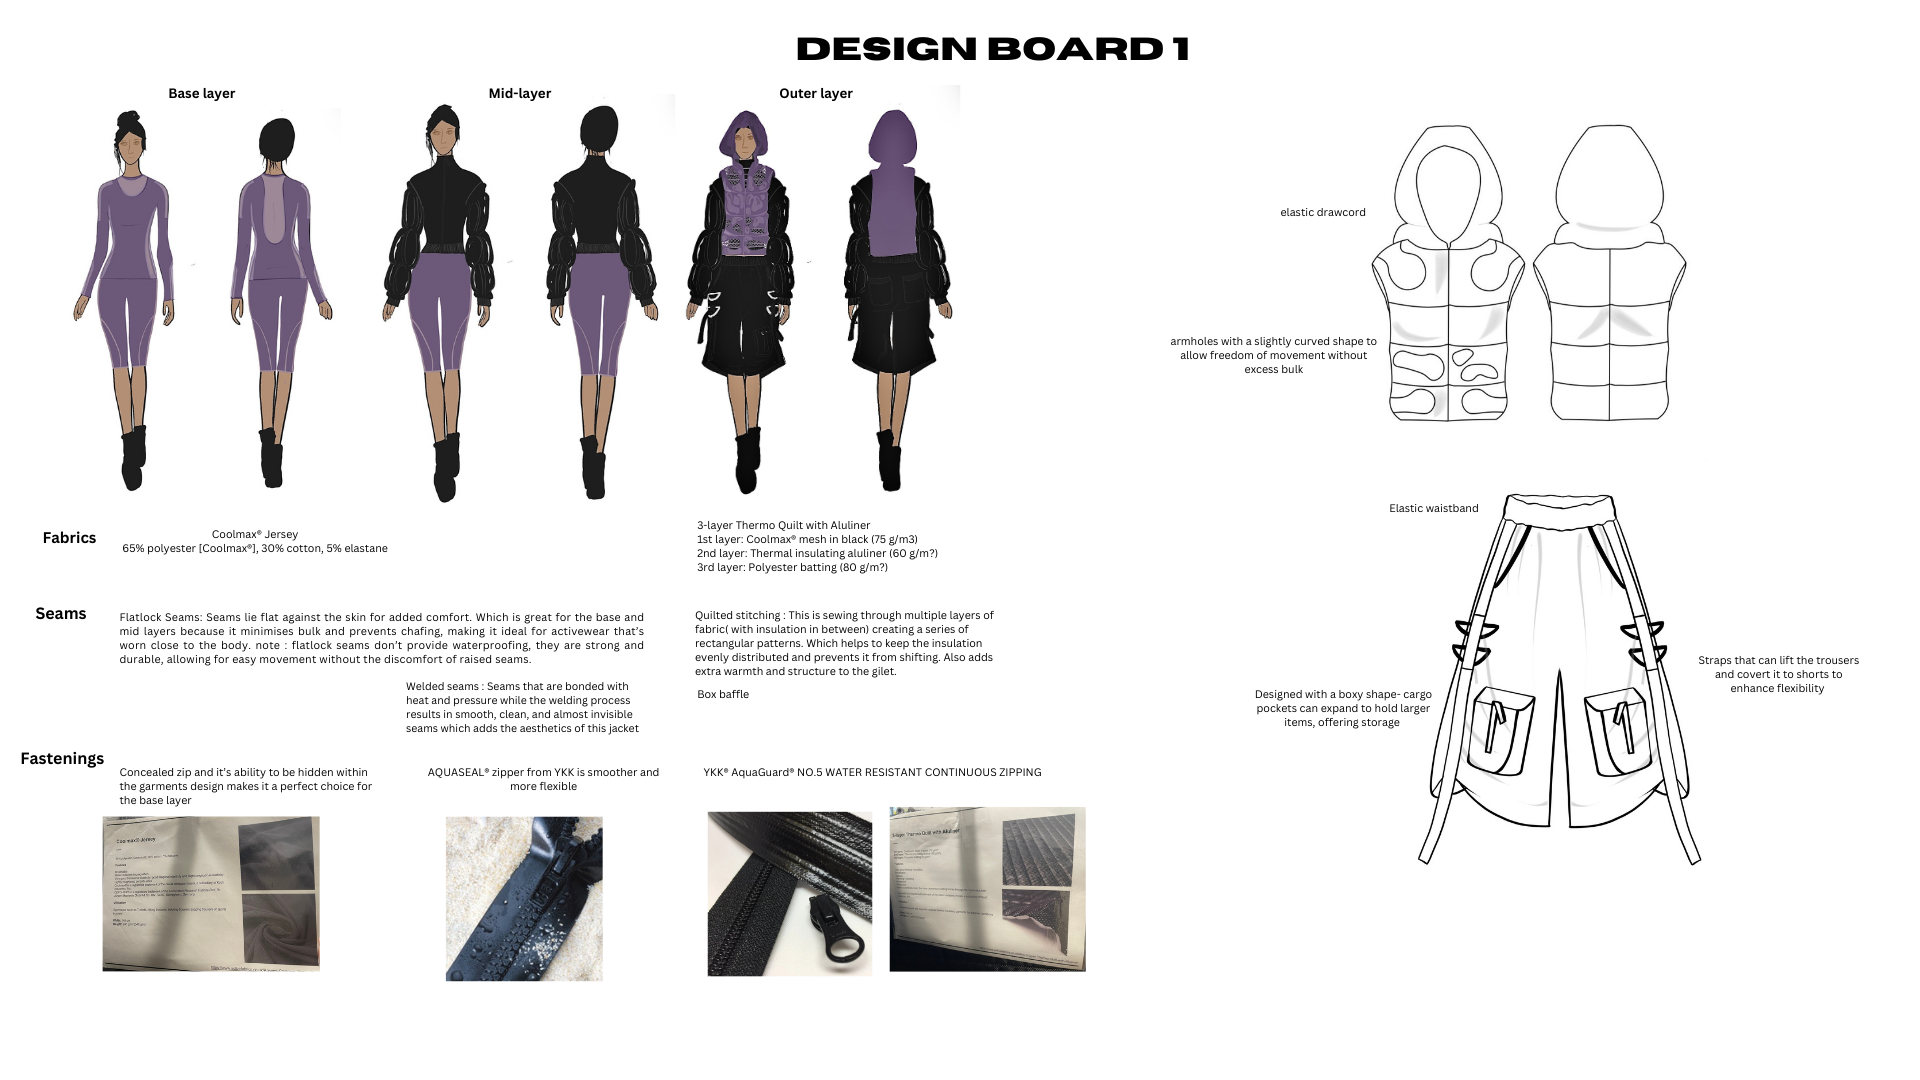 DESIGN BOARD 1
Base layer
Mid-layer
Outer layer
elastic drawcord
armholes with a slightly curved shape to
allow freedom of movement without
excess bulk
Elastic waistband
Straps that can lift the trousers
and covert it to shorts to
enhance flexibility
Designed with a boxy shape- cargo
pockets can expand to hold larger
items, offering storage
Fabrics
Coolmax® Jersey
65% polyester [Coolmax®], 30% cotton, 5% elastane
3-layer Thermo Quilt with Aluliner
1st layer: Coolmax® mesh in black (75 g/m3)
2nd layer: Thermal insulating aluliner (60 g/m?)
3rd layer: Polyester batting (80 g/m?)
Seams
Flatlock Seams: Seams lie flat against the skin for added comfort. Which is great for the base and
mid layers because it minimises bulk and prevents chafing, making it ideal for activewear that’s
worn close to the body. note : flatlock seams don’t provide waterproofing, they are strong and
durable, allowing for easy movement without the discomfort of raised seams.
Welded seams : Seams that are bonded with
heat and pressure while the welding process
results in smooth, clean, and almost invisible
seams which adds the aesthetics of this jacket
Quilted stitching : This is sewing through multiple layers of
fabric( with insulation in between) creating a series of
rectangular patterns. Which helps to keep the insulation
evenly distributed and prevents it from shifting. Also adds
extra warmth and structure to the gilet.
Box baffle
Fastenings
Concealed zip and it’s ability to be hidden within
the garments design makes it a perfect choice for
the base layer
AQUASEAL® zipper from YKK is smoother and
more flexible
YKK® AquaGuard® NO.5 WATER RESISTANT CONTINUOUS ZIPPING
Coolmax® Jersey
3-layer Thermo Quilt with Aluliner